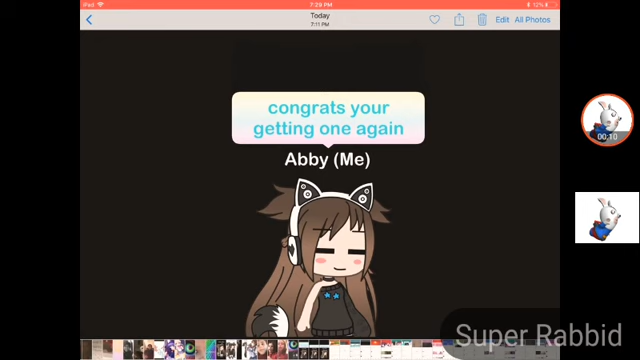 iPad
7:29 PM
12%
Today
7:11 PM
Edit
All Photos
congrats your
getting one again
Abby (Me)
00:10
Super Rabbid